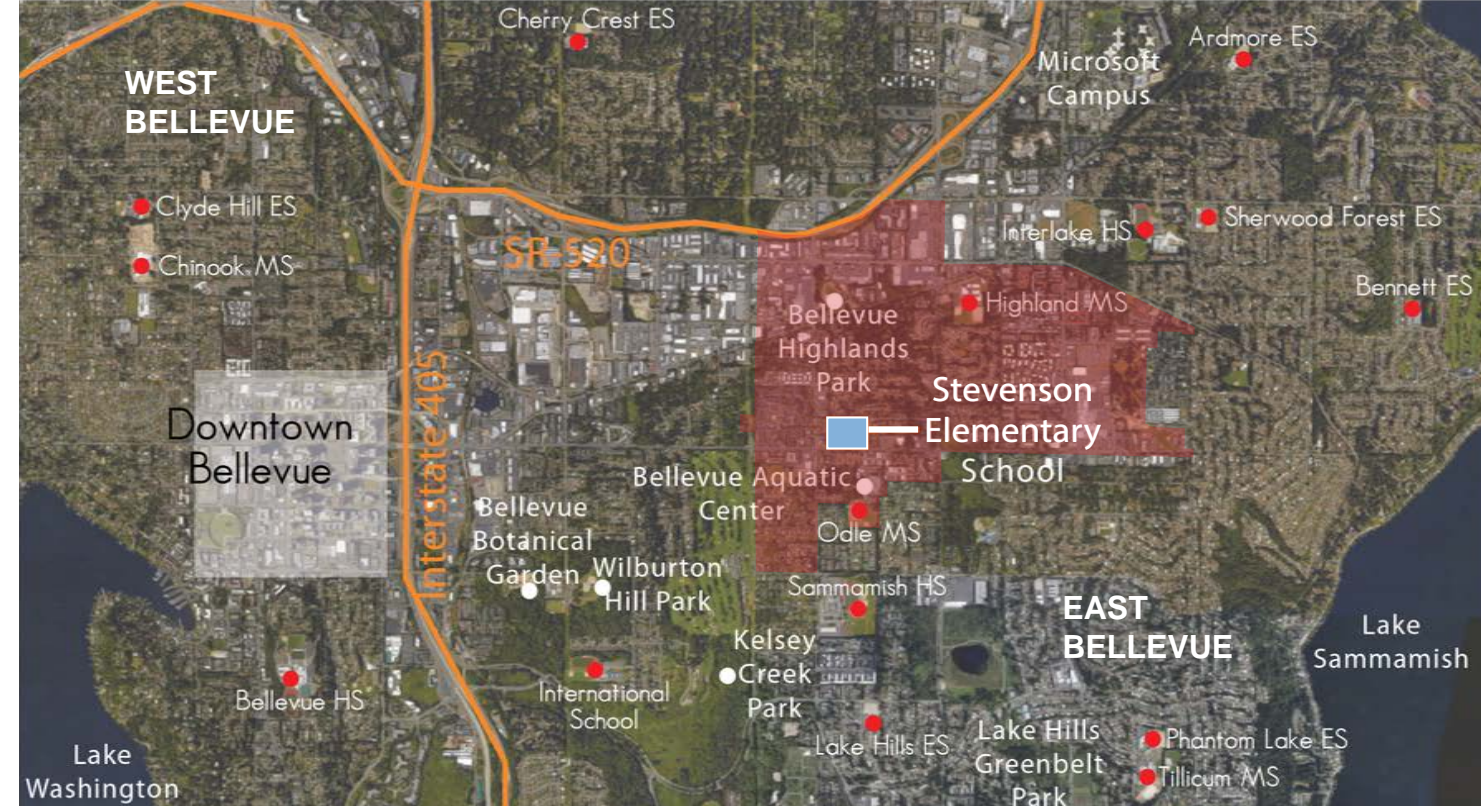 Cherry Crest ES
Ardmore ES
Microsoft
Campus
WEST
BELLEVUE
Clyde Hill ES
Chinook MS
SR-520
Interlake HS
Sherwood Forest ES
Bennett ES
Highland MS
Bellevue
Highlands
Park
Interstate 405
Downtown
Bellevue
Stevenson
Elementary
School
Bellevue Aquatic
Center
Odle MS
Bellevue
Botanical
Garden
Wilburton
Hill Park
Sammamish HS
EAST
BELLEVUE
Lake
Sammamish
Kelsey
Creek
Park
Bellevue HS
International
School
Lake Hills ES
Lake Hills
Greenbelt
Park
Phantom Lake ES
Tillicum MS
Lake
Washington